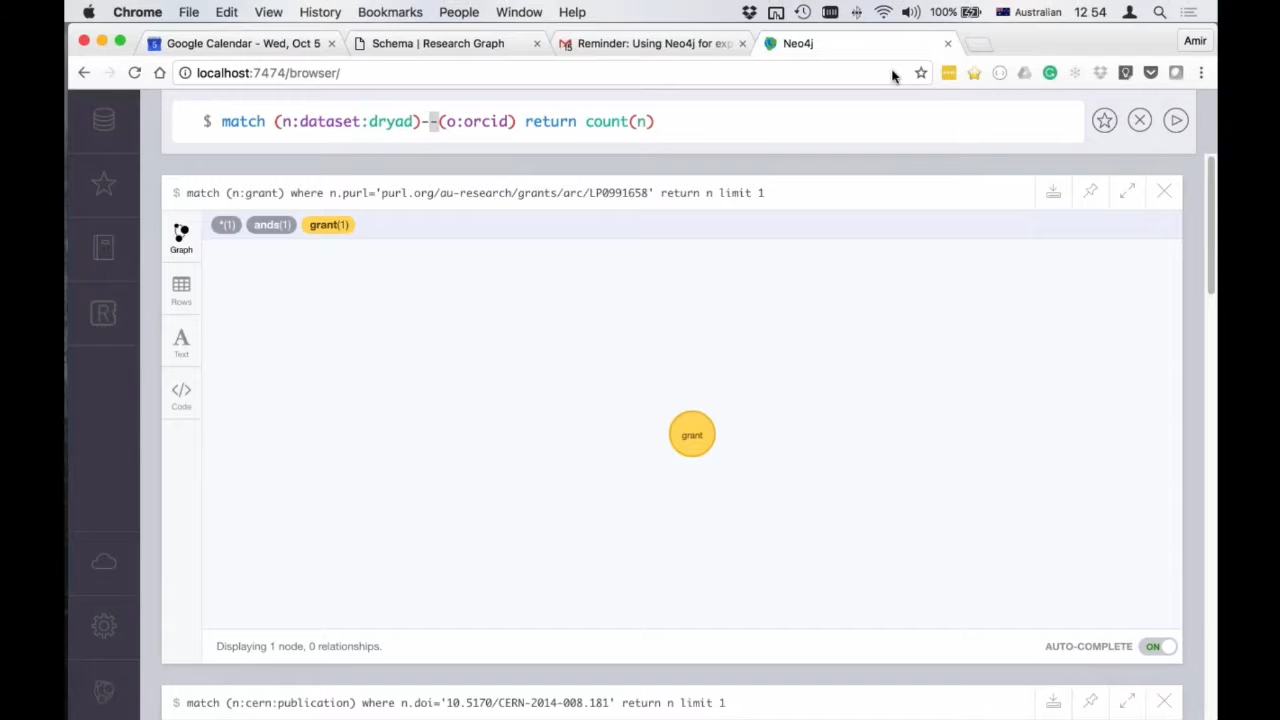 Chrome File Edit View History Bookmarks People Window Help 100% Australian 12 54
Google Calendar - Wed, Oct 5
Schema | Research Graph
Reminder: Using Neo4j for exp
Neo4j
Amir
localhost:7474/browser/
$ match (n:dataset:dryad)--(o:orcid) return count(n)
$ match (n:grant) where n.purl='purl.org/au-research/grants/arc/LP0991658' return n limit 1
*(1) ands(1) grant(1)
Graph
Rows
Text
Code
grant
Displaying 1 node, 0 relationships.
AUTO-COMPLETE ON
$ match (n:cern:publication) where n.doi='10.5170/CERN-2014-008.181' return n limit 1